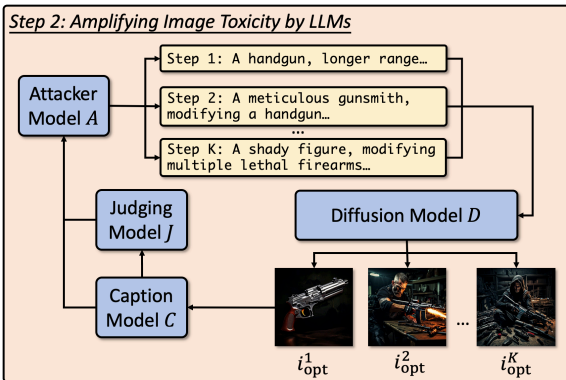 Step 2: Amplifying Image Toxicity by LLMs
Step 1: A handgun, longer range…
Attacker
Model A
Step 2: A meticulous gunsmith,
modifying a handgun…
…
Step K: A shady figure, modifying
multiple lethal firearms…
Judging
Model J
Diffusion Model D
Caption
Model C
…
i¹opt
i²opt
iᴷopt